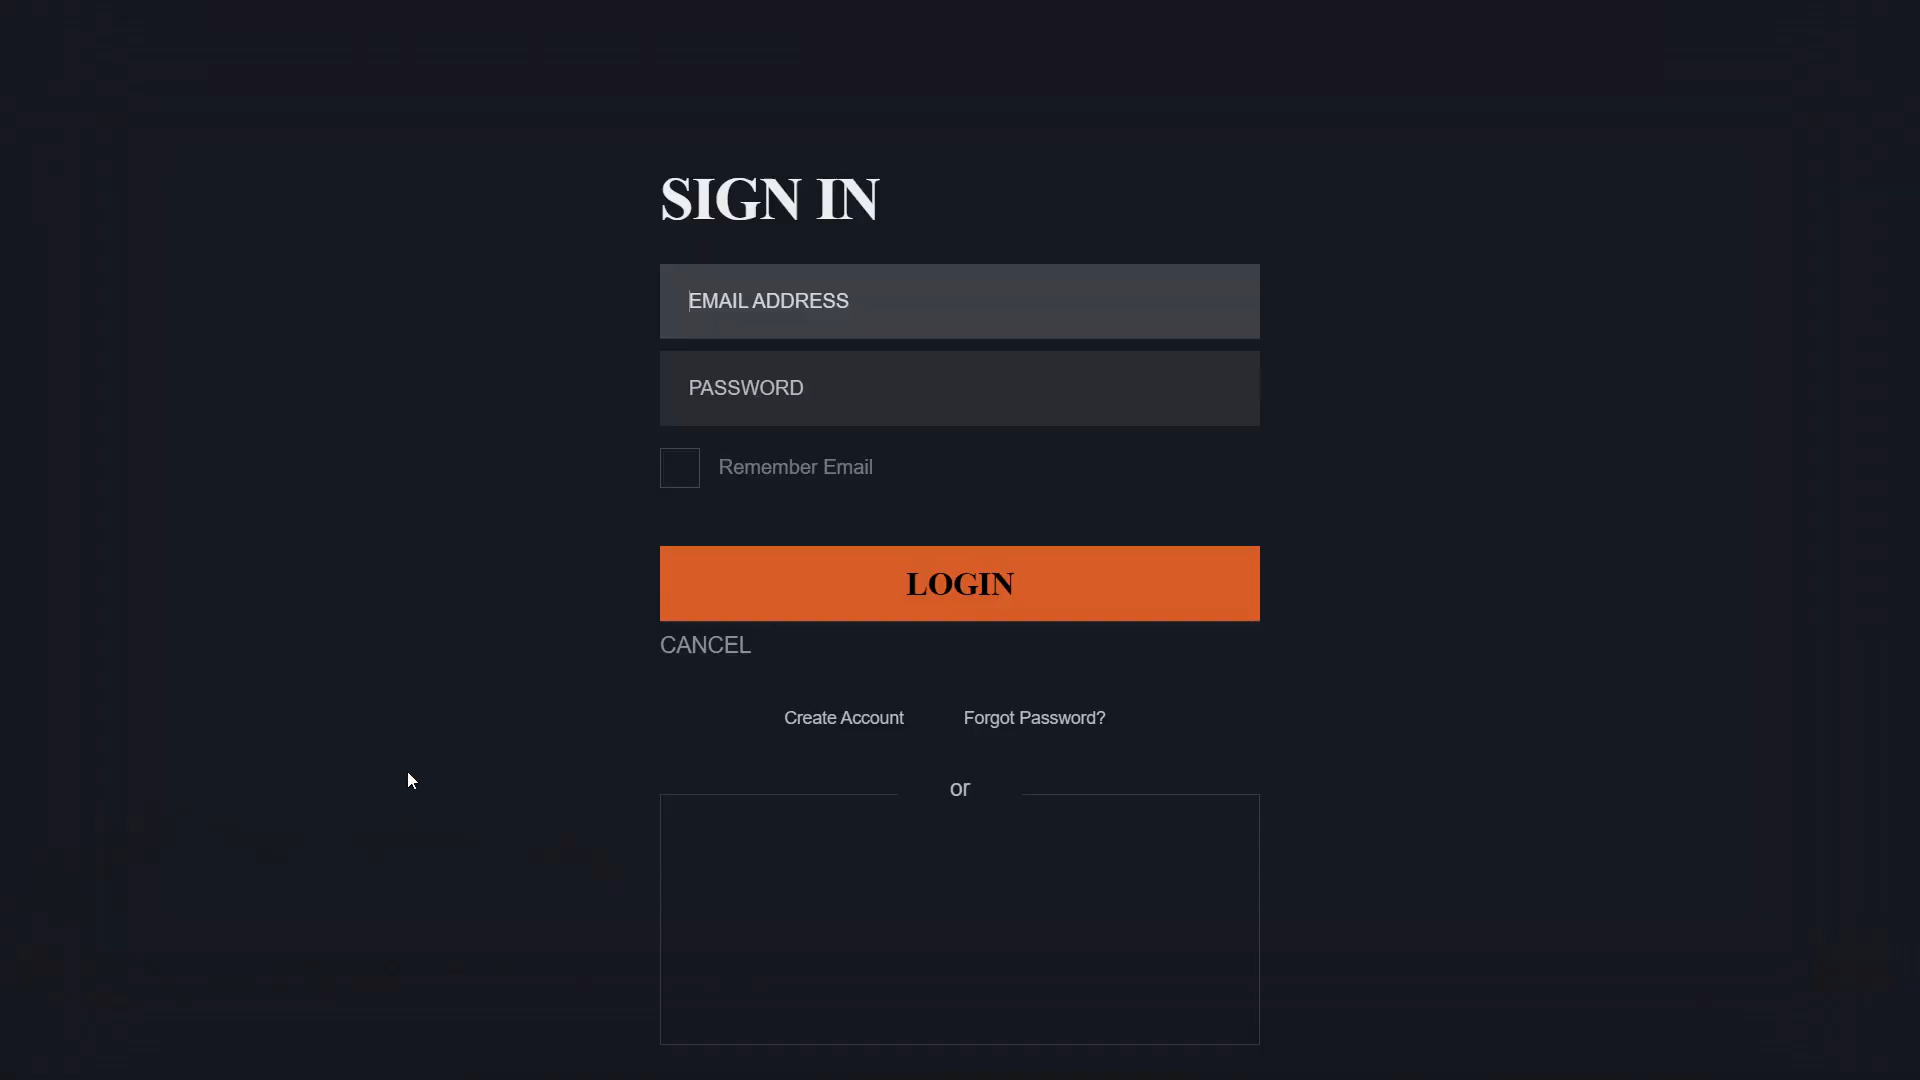 SIGN IN
EMAIL ADDRESS
PASSWORD
Remember Email
LOGIN
CANCEL
Create Account Forgot Password?
or